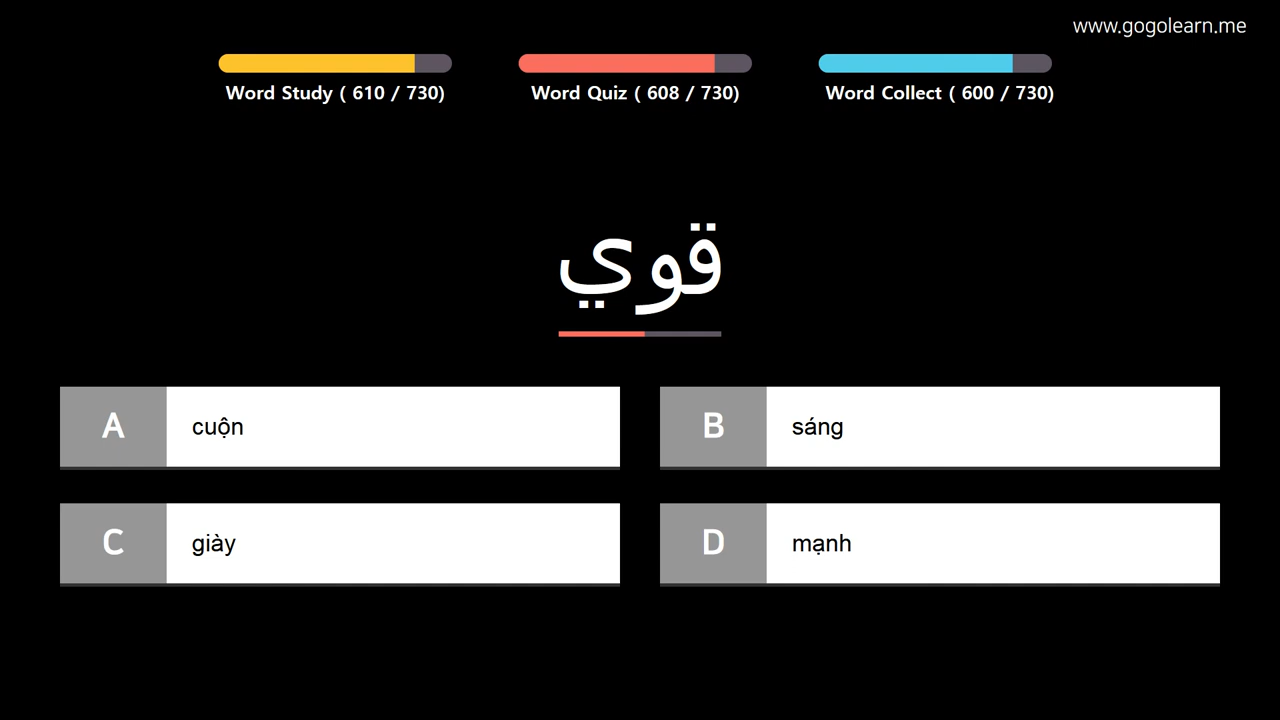 www.gogolearn.me
Word Study ( 610 / 730)
Word Quiz ( 608 / 730)
Word Collect ( 600 / 730)
قوي
A cuộn
B sáng
C giày
D mạnh